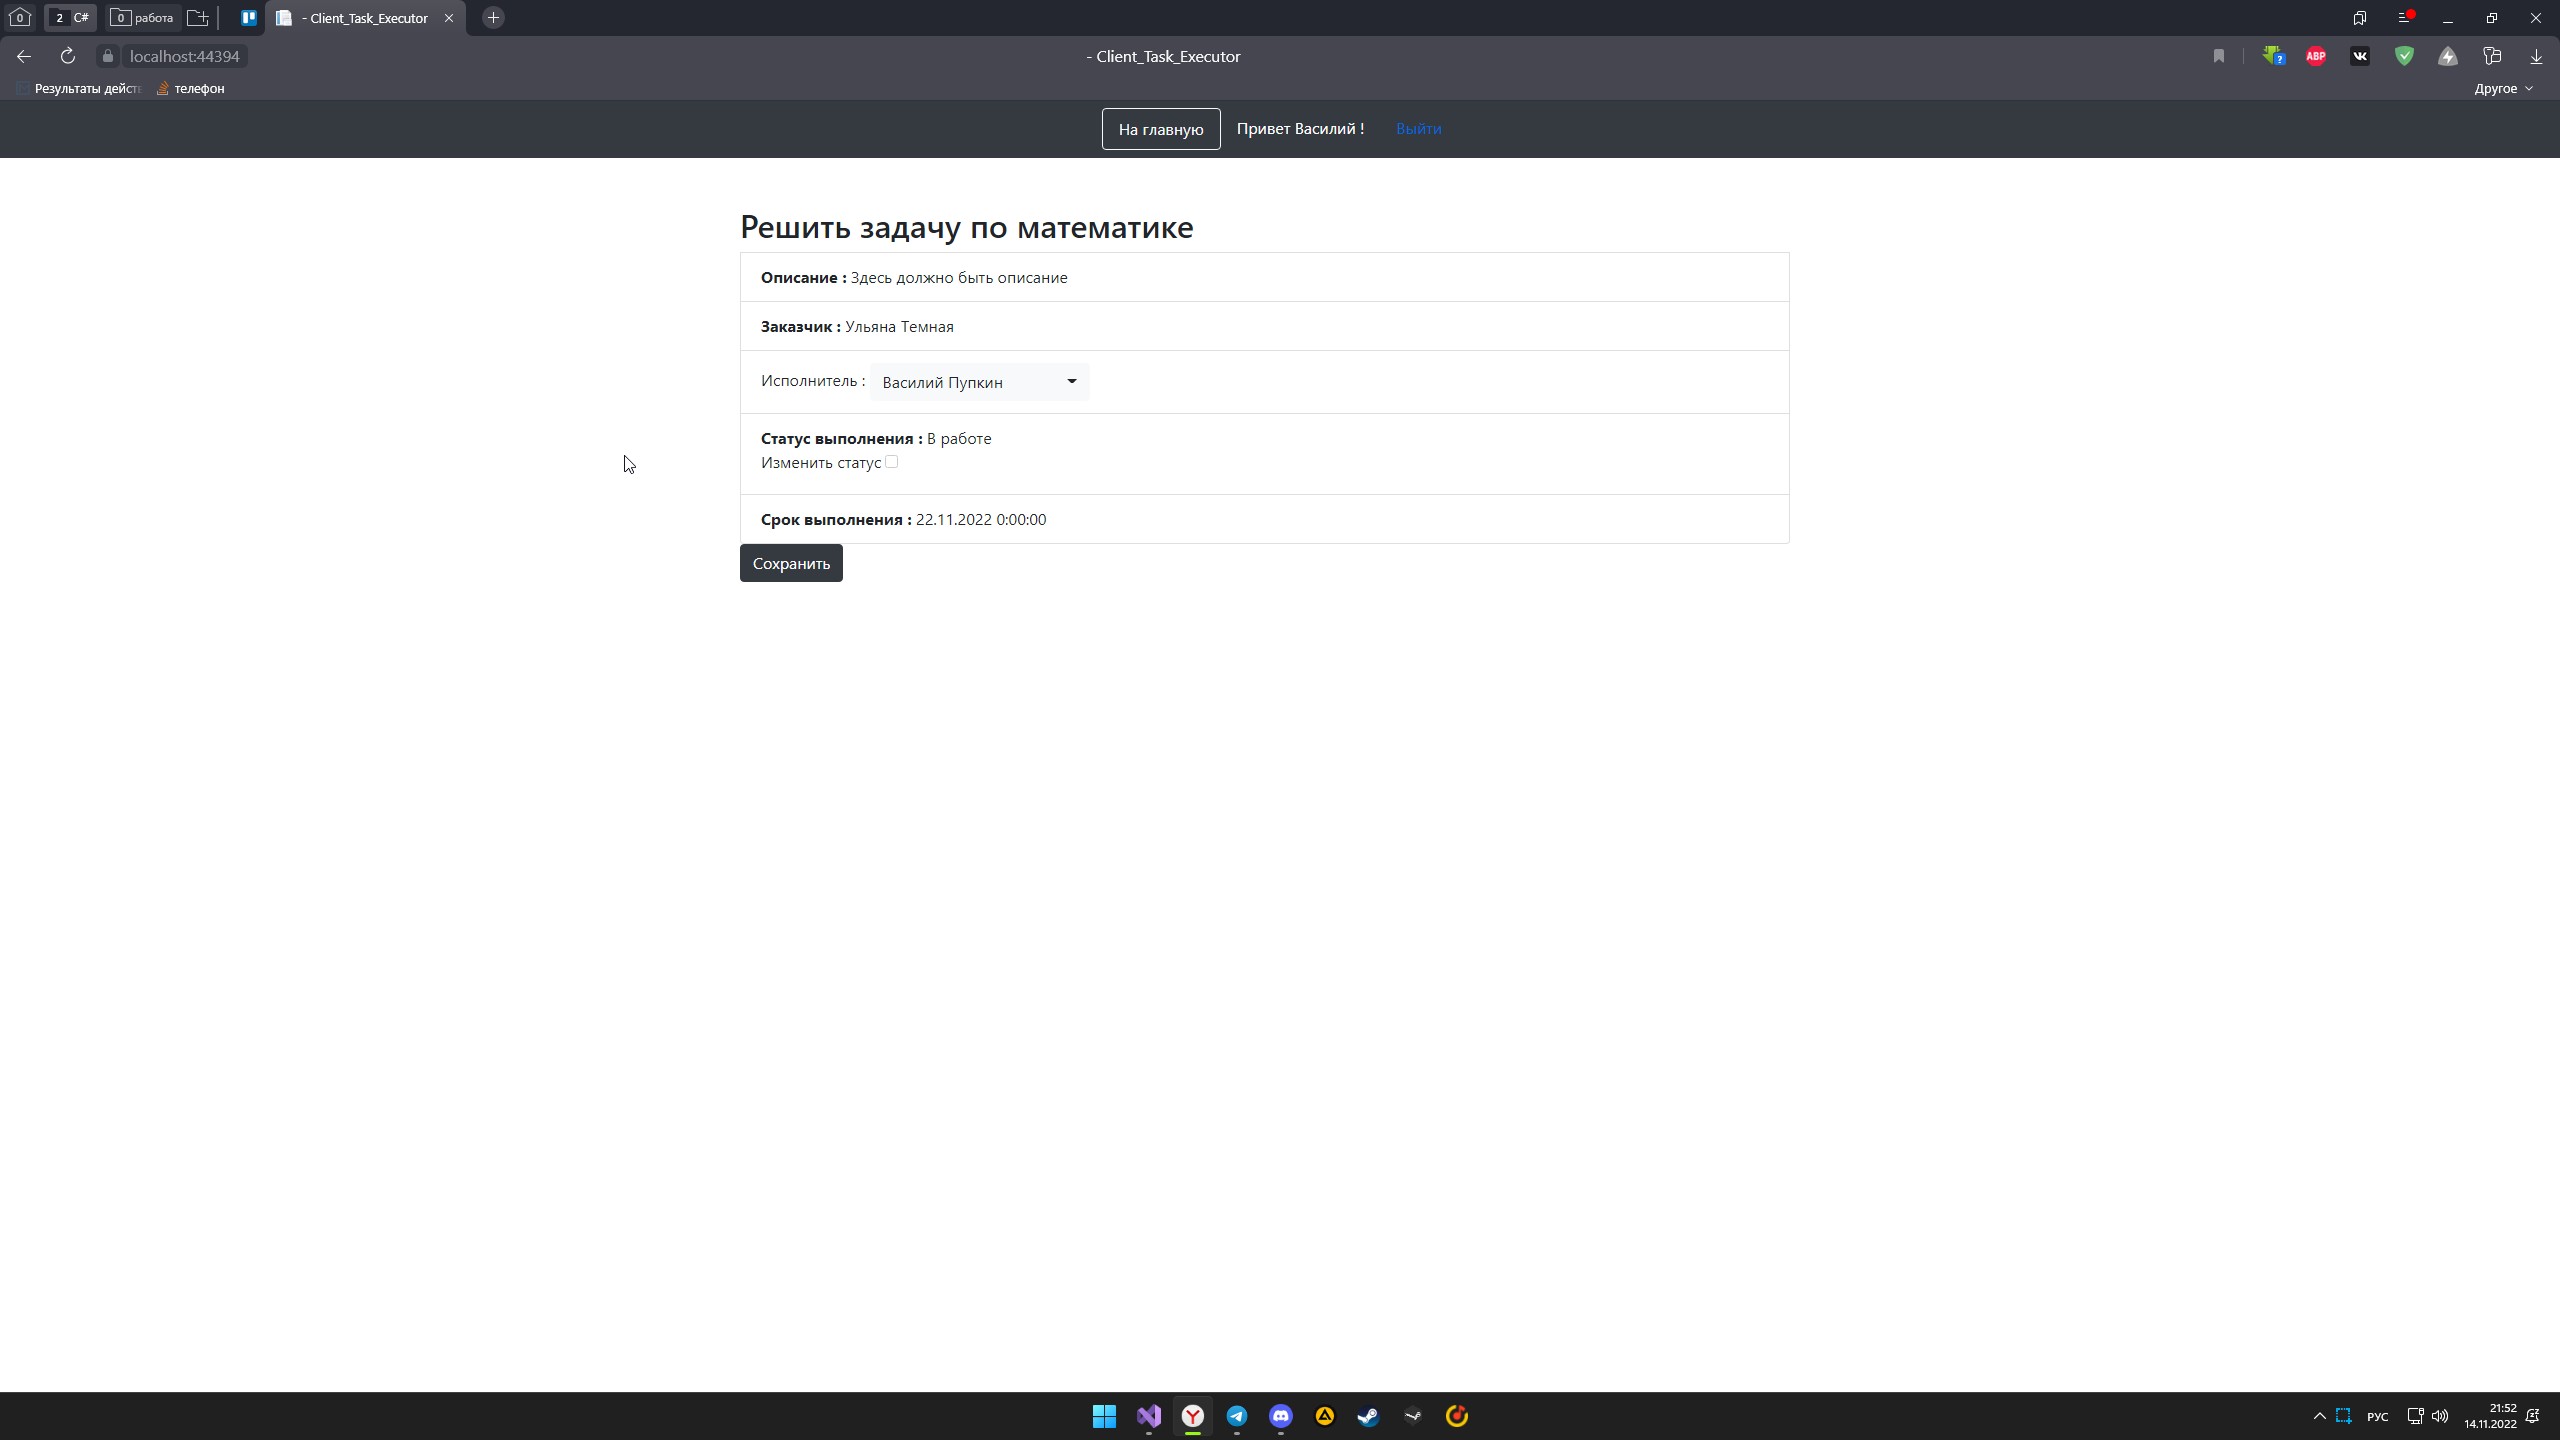 0
2 C#
0 работа
- Client_Task_Executor
localhost:44394
- Client_Task_Executor
ABP
Результаты дейст
телефон
Другое
На главную
Привет Василий !
Выйти
Решить задачу по математике
Описание : Здесь должно быть описание
Заказчик : Ульяна Темная
Исполнитель : Василий Пупкин
Статус выполнения : В работе
Изменить статус
Срок выполнения : 22.11.2022 0:00:00
Сохранить
РУС
21:52
14.11.2022